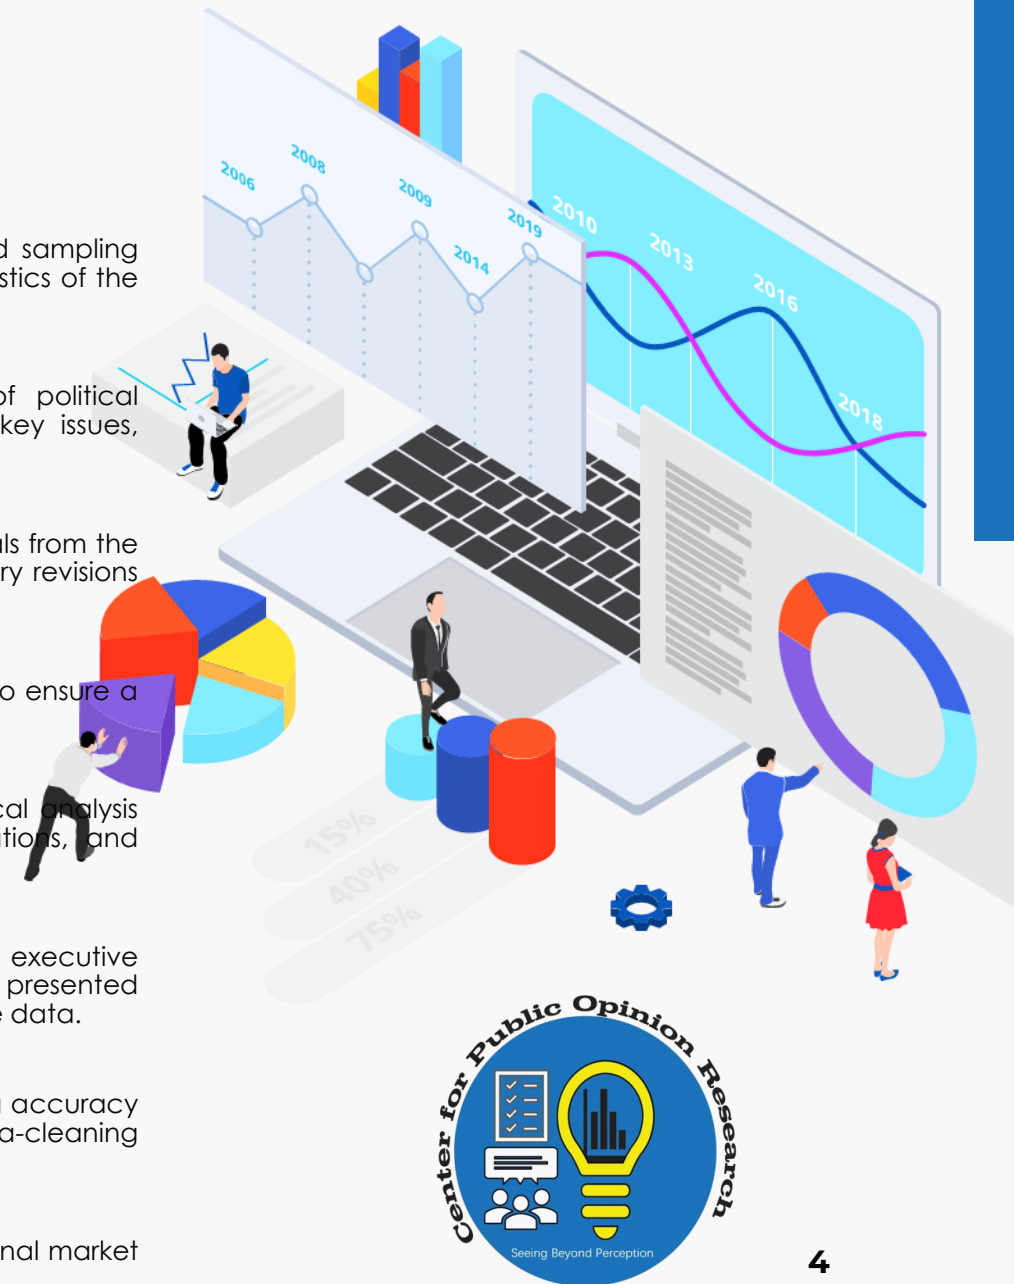 2006
2008
2009
2014
2019
2010
2013
2016
2018
d sampling
stics of the
of political
key issues,
ls from the
ry revisions
o ensure a
cal analysis
ations, and
15%
40%
75%
executive
presented
e data.
a accuracy
a-cleaning
nal market
Center for Public Opinion Research
Seeing Beyond Perception
4